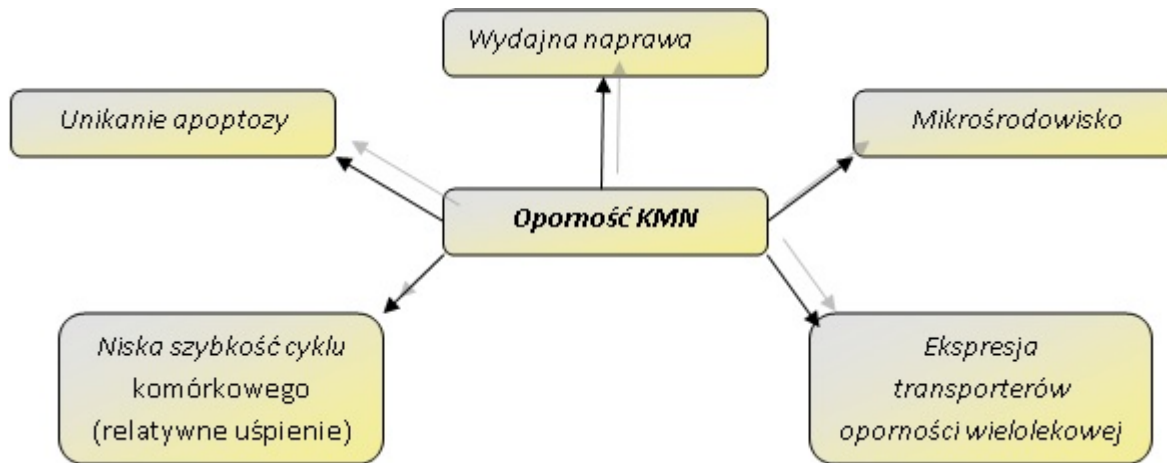 Wydajna naprawa
Unikanie apoptozy
Mikrośrodowisko
Oporność KMN
Niska szybkość cyklu
komórkowego
(relatywne uśpienie)
Ekspresja
transporterów
oporności wielolekowej